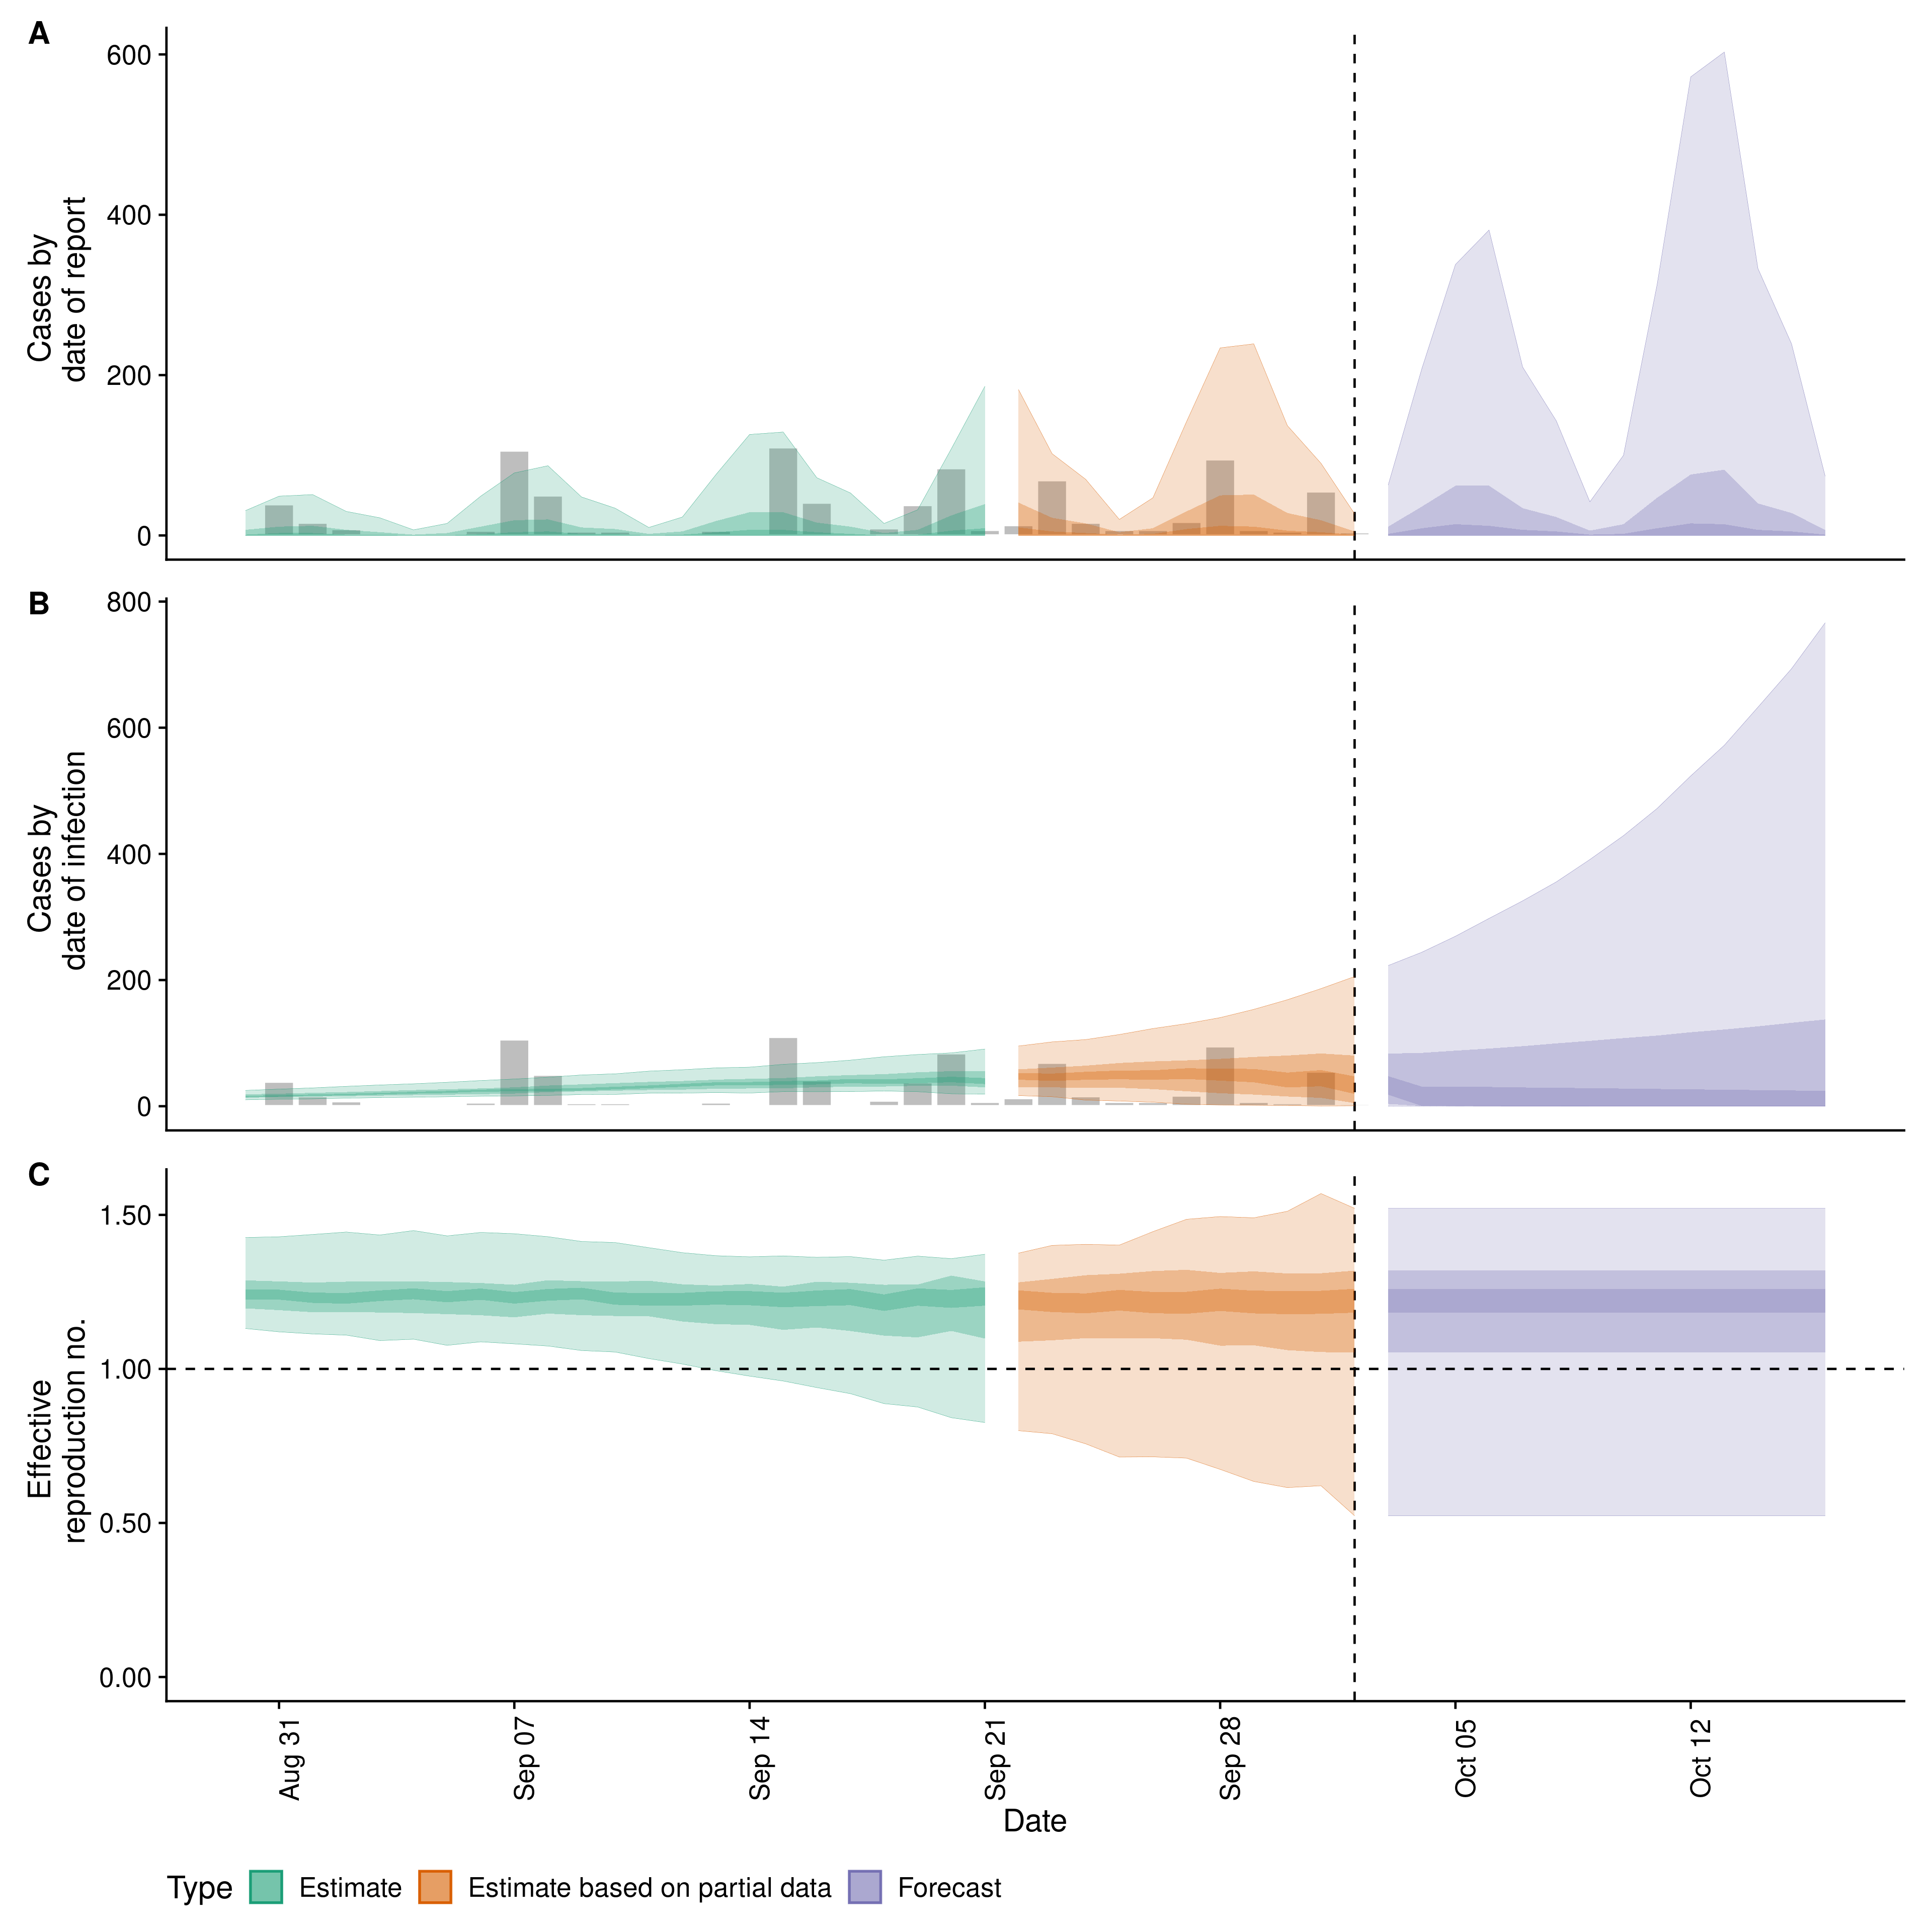 A
Cases by
date of report
600
400
200
0
B
Cases by
date of infection
800
600
400
200
0
C
Effective
reproduction no.
1.50
1.00
0.50
0.00
Aug 31
Sep 07
Sep 14
Sep 21
Sep 28
Oct 05
Oct 12
Date
Type Estimate Estimate based on partial data Forecast